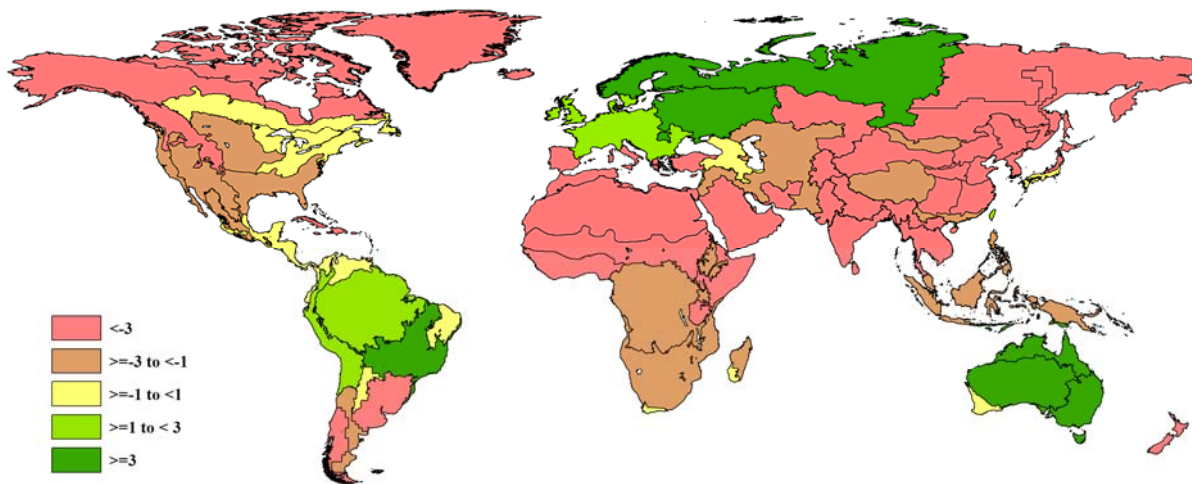 <-3
>=-3 to <-1
>=-1 to <1
>=1 to < 3
>=3